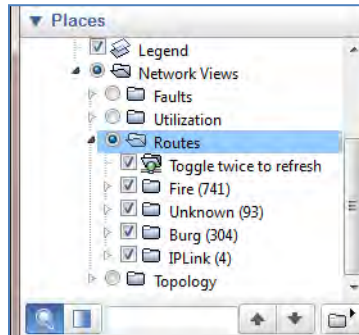 Places
Legend
Network Views
Faults
Utilization
Routes
Toggle twice to refresh
Fire (741)
Unknown (93)
Burg (304)
IPLink (4)
Topology